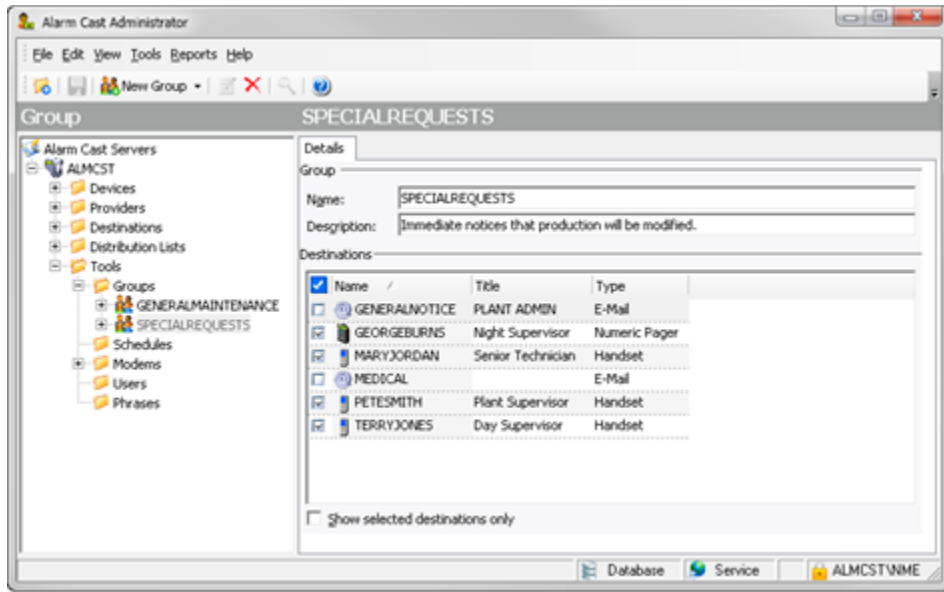 Alarm Cast Administrator
File Edit View Tools Reports Help
New Group
Group
SPECIALREQUESTS
Alarm Cast Servers
ALMCST
Devices
Providers
Destinations
Distribution Lists
Tools
Groups
GENERALMAINTENANCE
SPECIALREQUESTS
Schedules
Modems
Users
Phrases
Details
Group
Name: SPECIALREQUESTS
Description: Immediate notices that production will be modified.
Destinations
Name Title Type
GENERALNOTICE PLANT ADMIN E-Mail
GEORGEBURNS Night Supervisor Numeric Pager
MARYJORDAN Senior Technician Handset
MEDICAL E-Mail
PETESMITH Plant Supervisor Handset
TERRYJONES Day Supervisor Handset
Show selected destinations only
Database Service ALMCST\NME